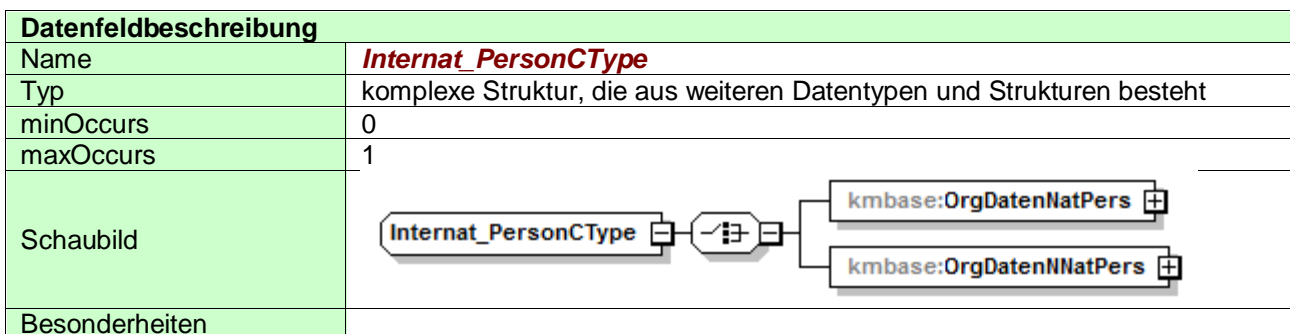 Datenfeldbeschreibung
Name Internat_PersonCType
Typ komplexe Struktur, die aus weiteren Datentypen und Strukturen besteht
minOccurs 0
maxOccurs 1
Schaubild
Internat_PersonCType
kmbase:OrgDatenNatPers
kmbase:OrgDatenNNatPers
Besonderheiten